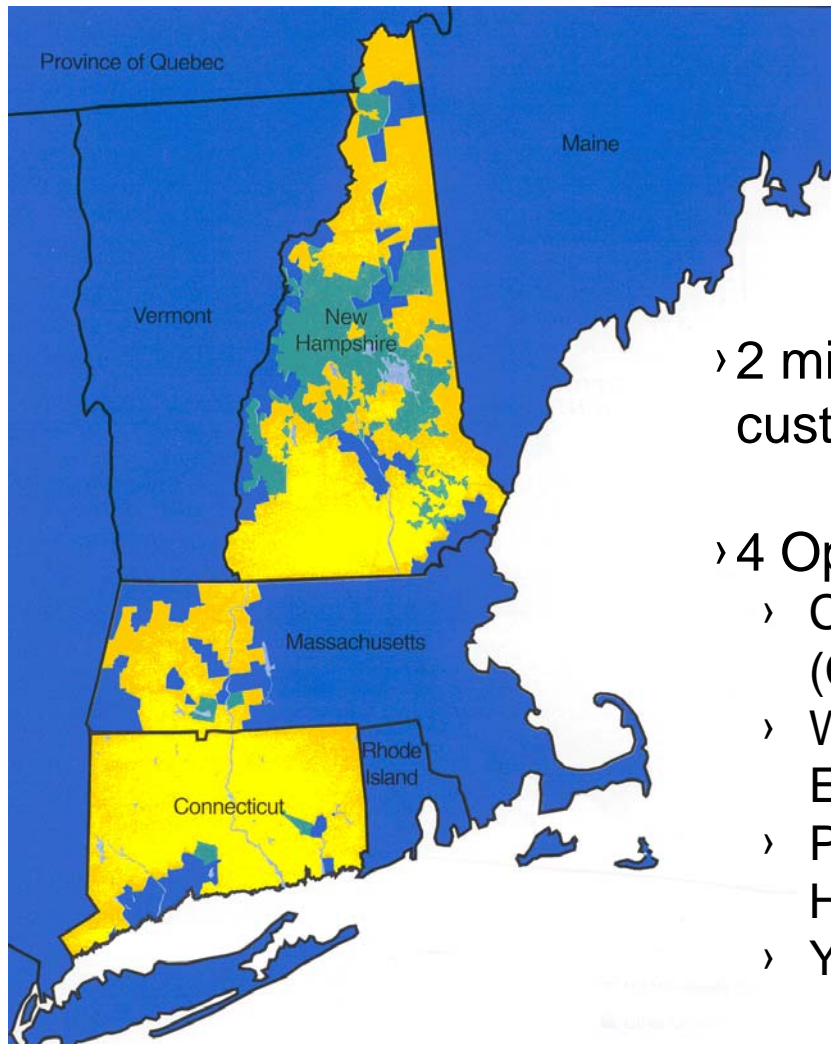 Province of Quebec
Maine
Vermont
New
Hampshire
› 2 mi
cust
› 4 Op
› C
(C
› W
E
› P
H
› Y
Massachusetts
Rhode
Island
Connecticut